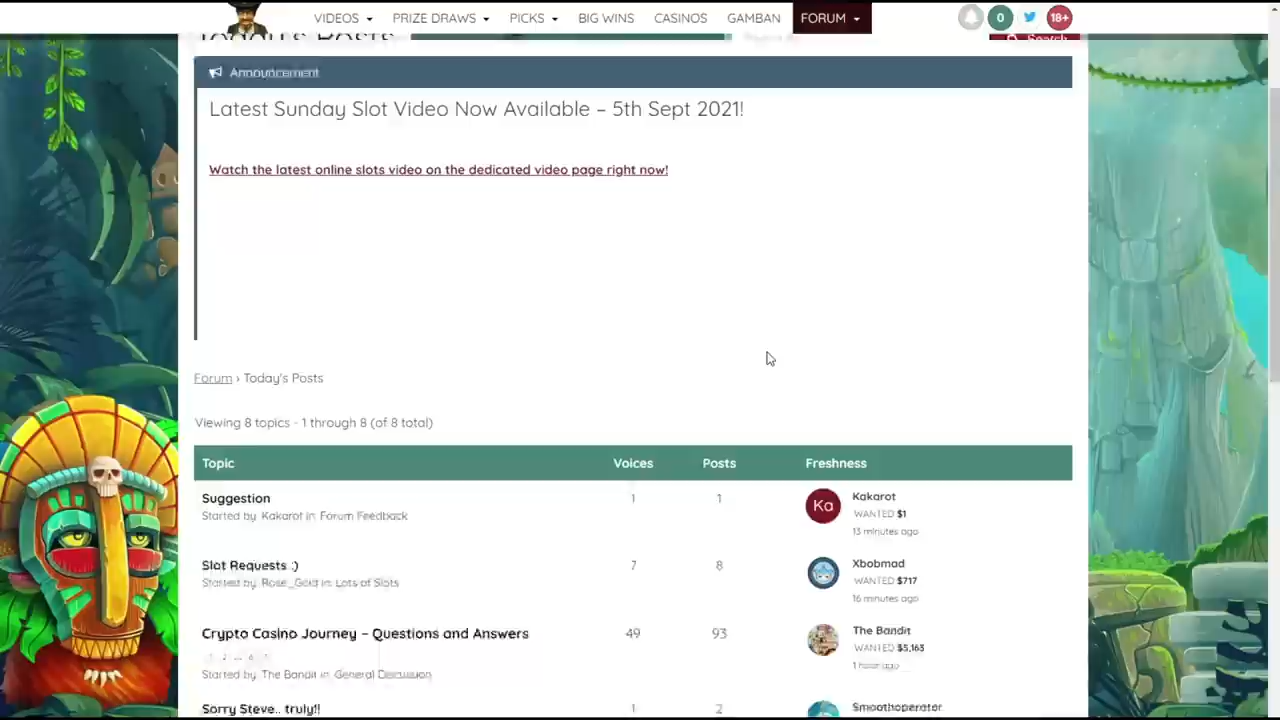 VIDEOS PRIZE DRAWS PICKS BIG WINS CASINOS GAMBAN FORUM 0 18+
Today's Posts
Search
Announcement
Latest Sunday Slot Video Now Available – 5th Sept 2021!
Watch the latest online slots video on the dedicated video page right now!
Forum › Today's Posts
Viewing 8 topics - 1 through 8 (of 8 total)
Topic Voices Posts Freshness
Suggestion 1 1 Ka Kakarot
Started by: Kakarot in: Forum Feedback WANTED $1
13 minutes ago
Slot Requests :) 7 8 Xbobmad
Started by: Rose_Gold in: Lots of Slots WANTED $717
16 minutes ago
Crypto Casino Journey – Questions and Answers 49 93 The Bandit
WANTED $5,163
1 hour ago
Started by: The Bandit in: General Discussion
Sorry Steve.. truly!! 1 2 Smoothoperator